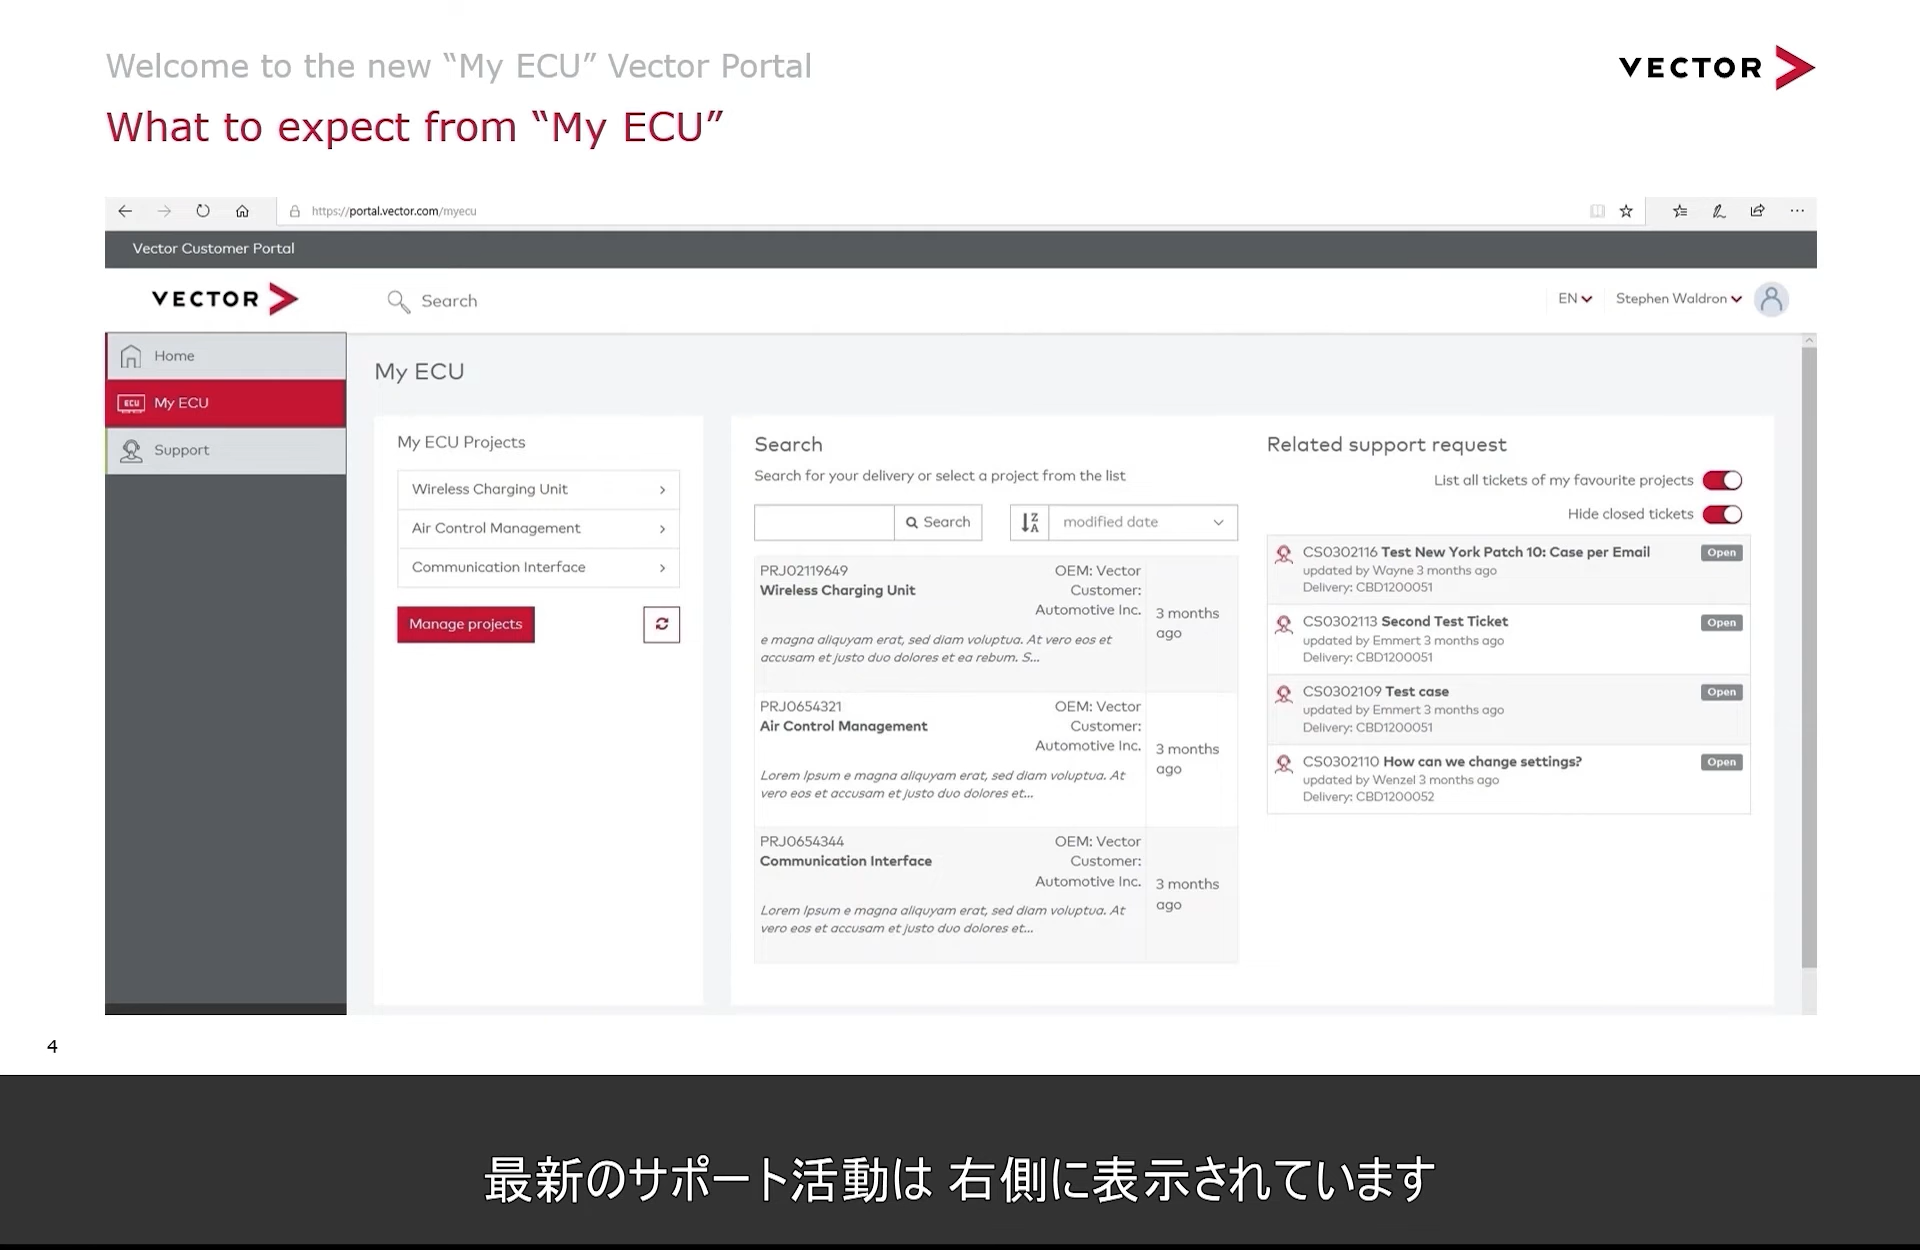 Welcome to the new “My ECU” Vector Portal
VECTOR
What to expect from “My ECU”
https://portal.vector.com/myecu
Vector Customer Portal
VECTOR
Search
EN
Stephen Waldron
Home
ECU
My ECU
Support
My ECU
My ECU Projects
Wireless Charging Unit
Air Control Management
Communication Interface
Manage projects
Search
Search for your delivery or select a project from the list
Search
Z
A
modified date
PRJ02119649
Wireless Charging Unit
OEM: Vector
Customer:
Automotive Inc.
e magna aliquyam erat, sed diam voluptua. At vero eos et
accusam et justo duo dolores et ea rebum. S...
3 months
ago
PRJ0654321
Air Control Management
OEM: Vector
Customer:
Automotive Inc.
Lorem Ipsum e magna aliquyam erat, sed diam voluptua. At
vero eos et accusam et justo duo dolores et...
3 months
ago
PRJ0654344
Communication Interface
OEM: Vector
Customer:
Automotive Inc.
Lorem Ipsum e magna aliquyam erat, sed diam voluptua. At
vero eos et accusam et justo duo dolores et...
3 months
ago
Related support request
List all tickets of my favourite projects
Hide closed tickets
CS0302116 Test New York Patch 10: Case per Email
Open
updated by Wayne 3 months ago
Delivery: CBD1200051
CS0302113 Second Test Ticket
Open
updated by Emmert 3 months ago
Delivery: CBD1200051
CS0302109 Test case
Open
updated by Emmert 3 months ago
Delivery: CBD1200051
CS0302110 How can we change settings?
Open
updated by Wenzel 3 months ago
Delivery: CBD1200052
4
最新のサポート活動は 右側に表示されています